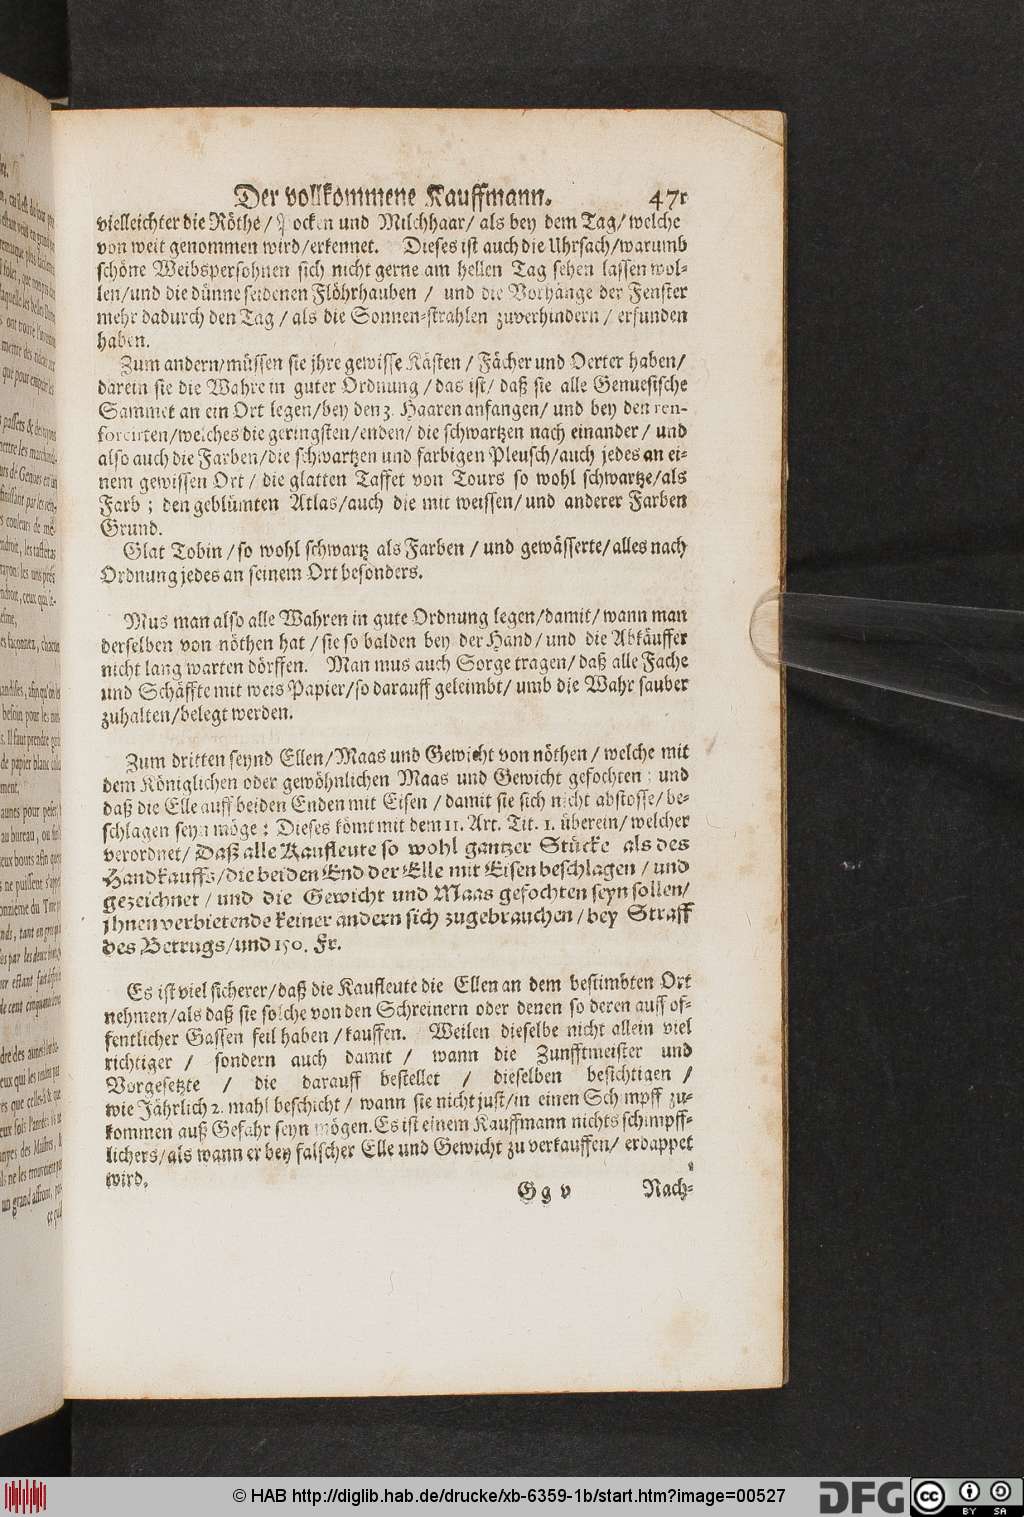 Der vollkommene Kauffmann. 471
vielleichter die Röthe / Pocken und Milchhaar / als bey dem Tag / welche
von weit genommen wird / erkennet. Dieses ist auch die Uhrsach / warumb
schöne Weibspersohnen sich nicht gerne am hellen Tag sehen lassen wol-
len / und die dünne seidenen Flöhrhauben / und die Vorhänge der Fenster
mehr dadurch den Tag / als die Sonnen-strahlen zuverhindern / erfunden
haben.
Zum andern / müssen sie jhre gewisse Kästen / Fächer und Oerter haben /
darein sie die Wahre in guter Ordnung / das ist / daß sie alle Genuesische
Sammet an ein Ort legen / bey den 3. Haaren anfangen / und bey den ren-
forcirten / welches die geringsten / enden / die schwartzen nach einander / und
also auch die Farben / die schwartzen und farbigen Pleusch / auch jedes an ei-
nem gewissen Ort / die glatten Taffet von Tours so wohl schwartze / als
Farb ; den geblümten Atlas / auch die mit weissen / und anderer Farben
Grund.
Glat Tobin / so wohl schwartz als Farben / und gewässerte / alles nach
Ordnung jedes an seinem Ort besonders.
Mus man also alle Wahren in gute Ordnung legen / damit / wann man
derselben von nöthen hat / sie so balden bey der Hand / und die Abkäuffer
nicht lang warten dörffen. Man mus auch Sorge tragen / daß alle Fache
und Schäffte mit weis Papier / so darauff geleimbt / umb die Wahr sauber
zuhalten / belegt werden.
Zum dritten seynd Ellen / Maas und Gewicht von nöthen / welche mit
dem Königlichen oder gewöhnlichen Maas und Gewicht gefochten : und
daß die Elle auff beiden Enden mit Eisen / damit sie sich nicht abstosse / be-
schlagen seyn möge : Dieses kömt mit dem 11. Art. Tit. 1. überein / welcher
verordnet / Daß alle Kaufleute so wohl gantzer Stücke als des
Handkauffs / die beiden End der Elle mit Eisen beschlagen / und
gezeichnet / und die Gewicht und Maas gefochten seyn sollen /
jhnen verbietende keiner andern sich zugebrauchen / bey Straff
des Betrugs / und 150. Fr.
Es ist viel sicherer / daß die Kaufleute die Ellen an dem bestimbten Ort
nehmen / als daß sie solche von den Schreinern oder denen so deren auff of-
fentlicher Gassen feil haben / kauffen. Weilen dieselbe nicht allein viel
richtiger / sondern auch damit / wann die Zunfftmeister und
Vorgesetzte / die darauff bestellet / dieselben besichtigen /
wie Jährlich 2. mahl beschicht / wann sie nicht just / in einen Schimpff zu-
kommen auß Gefahr seyn mögen. Es ist einem Kauffmann nichts schimpff-
lichers / als wann er bey falscher Elle und Gewicht zu verkauffen / erdappet
wird.
G g v Nach-
© HAB http://diglib.hab.de/drucke/xb-6359-1b/start.htm?image=00527
DFG
cc BY SA